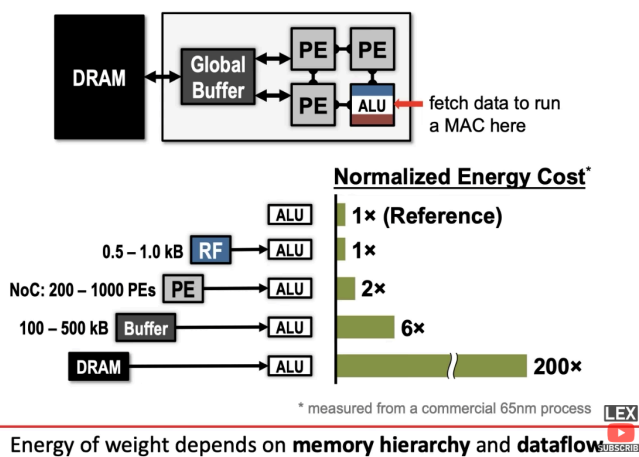 DRAM
Global
Buffer
PE
PE
PE
ALU
fetch data to run
a MAC here
Normalized Energy Cost*
ALU
1× (Reference)
0.5 – 1.0 kB RF ALU 1×
NoC: 200 – 1000 PEs PE ALU 2×
100 – 500 kB Buffer ALU 6×
DRAM ALU 200×
* measured from a commercial 65nm process
LEX
Energy of weight depends on memory hierarchy and dataflow
SUBSCRIB